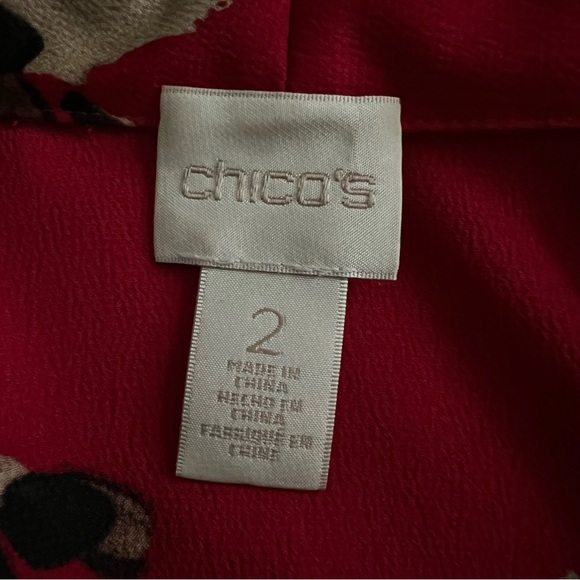 chico's
2
MADE IN
CHINA
HECHO EN
CHINA
FABRIQUÉ EN
CHINE